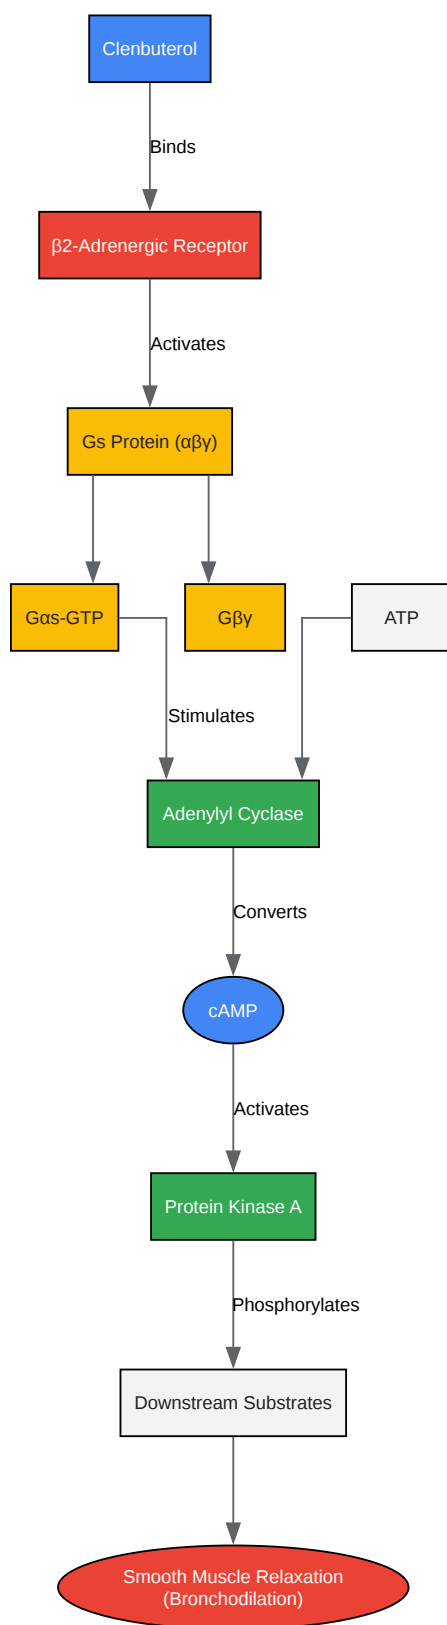 Clenbuterol
Binds
β2-Adrenergic Receptor
Activates
Gs Protein (αβγ)
Gαs-GTP
Gβγ
ATP
Stimulates
Adenylyl Cyclase
Converts
cAMP
Activates
Protein Kinase A
Phosphorylates
Downstream Substrates
Smooth Muscle Relaxation
(Bronchodilation)